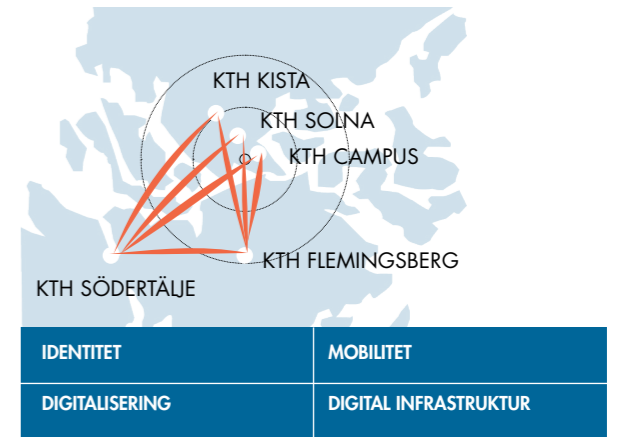 KTH KISTA
KTH SOLNA
KTH CAMPUS
KTH FLEMINGSBERG
KTH SÖDERTÄLJE
IDENTITET
MOBILITET
DIGITALISERING
DIGITAL INFRASTRUKTUR